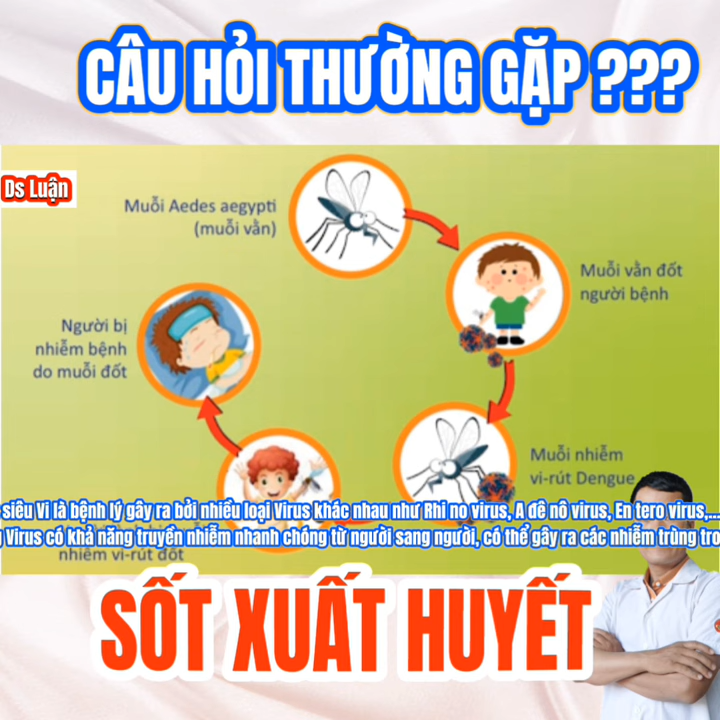 CÂU HỎI THƯỜNG GẶP ???
Ds Luận
Muỗi Aedes aegypti
(muỗi vằn)
Muỗi vằn đốt
người bệnh
Người bị
nhiễm bệnh
do muỗi đốt
Muỗi nhiễm
vi-rút Dengue
siêu Vi là bệnh lý gây ra bởi nhiều loại Virus khác nhau như Rhi no virus, A đê nô virus, En tero virus,...
Virus có khả năng truyền nhiễm nhanh chóng từ người sang người, có thể gây ra các nhiễm trùng tro
nhiễm vi-rút đốt
SỐT XUẤT HUYẾT